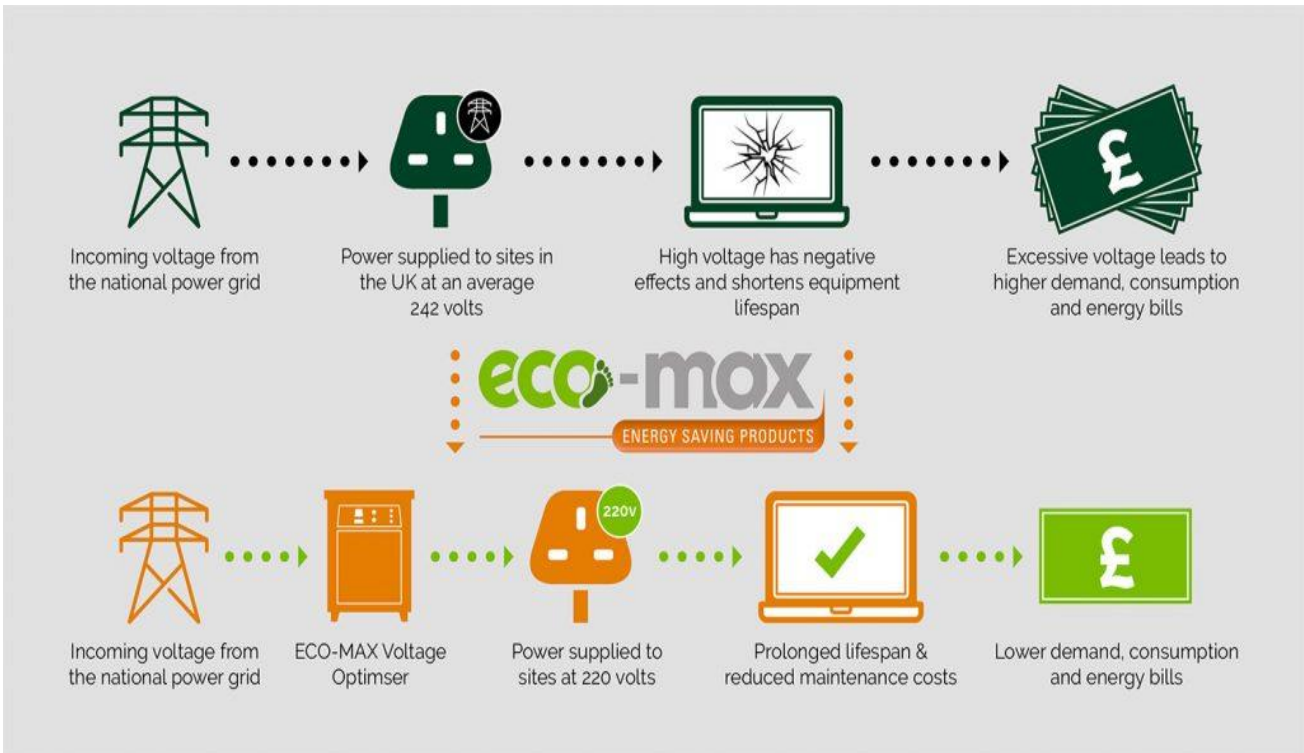 £
Incoming voltage from
the national power grid
Power supplied to sites in
the UK at an average
242 volts
High voltage has negative
effects and shortens equipment
lifespan
Excessive voltage leads to
higher demand, consumption
and energy bills
eco-max
ENERGY SAVING PRODUCTS
220V
£
Incoming voltage from
the national power grid
ECO-MAX Voltage
Optimser
Power supplied to
sites at 220 volts
Prolonged lifespan &
reduced maintenance costs
Lower demand, consumption
and energy bills